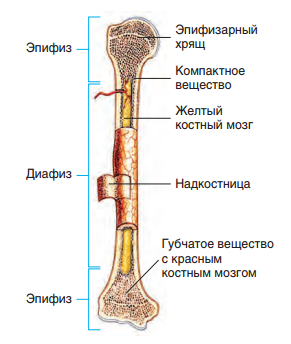 Эпифиз
Эпифизарный
хрящ
Компактное
вещество
Желтый
костный мозг
Диафиз
Надкостница
Губчатое вещество
с красным
костным мозгом
Эпифиз